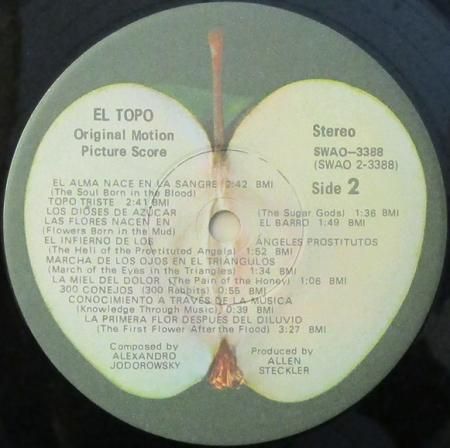 EL TOPO
Original Motion
Picture Score
Stereo
SWAO-3388
(SWAO 2-3388)
Side 2
EL ALMA NACE EN LA SANGRE 2:42 BMI
(The Soul Born in the Blood)
TOPO TRISTE 2:41 BMI
LOS DIOSES DE AZUCAR (The Sugar Gods) 1:36 BMI
LAS FLORES NACEN EN EL BARRO 1:49 BMI
(Flowers Born in the Mud)
EL INFIERNO DE LOS ÁNGELES PROSTITUTOS
(The Hell of the Prostituted Angels) 1:52 BMI
MARCHA DE LOS OJOS EN EL TRIÁNGULOS
(March of the Eyes in the Triangles) 1:34 BMI
LA MIEL DEL DOLOR (The Pain of the Honey) 1:06 BMI
300 CONEJOS (300 Rabbits) 0:55 BMI
CONOCIMIENTO A TRAVÉS DE LA MÚSICA
(Knowledge Through Music) 0:39 BMI
LA PRIMERA FLOR DESPUES DEL DILUVIO
(The First Flower After the Flood) 3:27 BMI
Composed by
ALEXANDRO
JODOROWSKY
Produced by
ALLEN
STECKLER